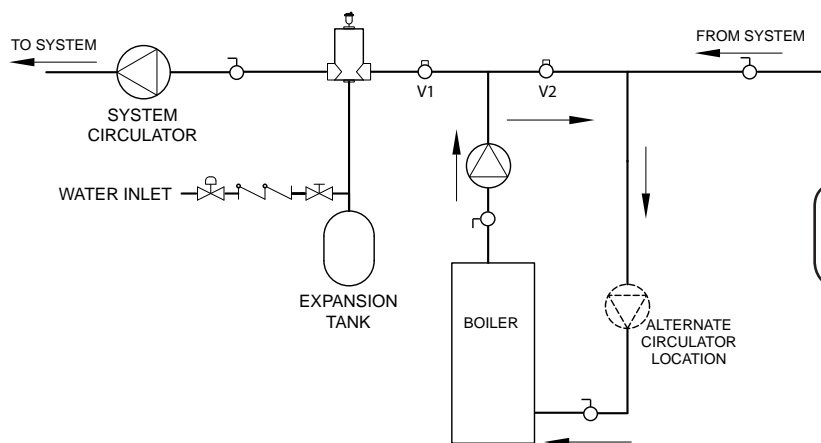 TO SYSTEM
FROM SYSTEM
V1
V2
SYSTEM
CIRCULATOR
WATER INLET
EXPANSION
TANK
BOILER
ALTERNATE
CIRCULATOR
LOCATION